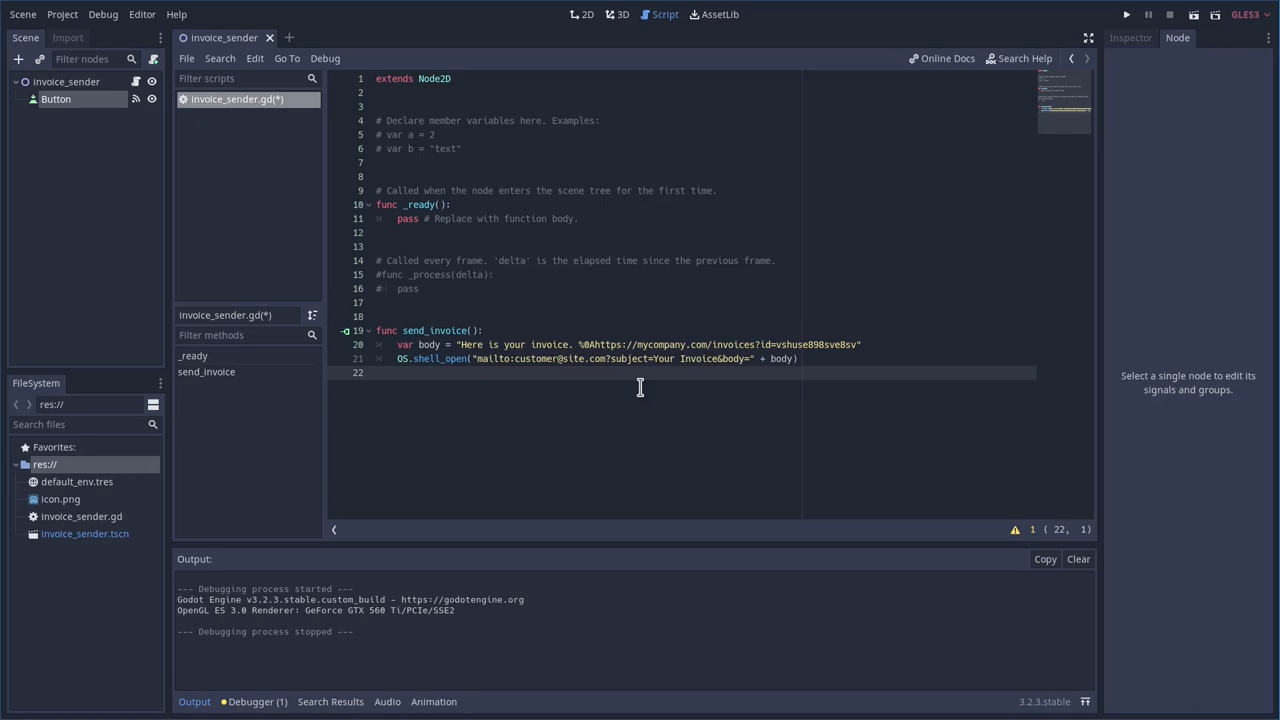 Scene Project Debug Editor Help
2D 3D Script AssetLib
GLES3
Scene Import
invoice_sender
Inspector Node
Filter nodes
File Search Edit Go To Debug
Online Docs Search Help
invoice_sender
Button
Filter scripts
invoice_sender.gd(*)
invoice_sender.gd(*)
Filter methods
_ready
send_invoice
1 extends Node2D
2
3
4 # Declare member variables here. Examples:
5 # var a = 2
6 # var b = "text"
7
8
9 # Called when the node enters the scene tree for the first time.
10 func _ready():
11 pass # Replace with function body.
12
13
14 # Called every frame. 'delta' is the elapsed time since the previous frame.
15 #func _process(delta):
16 # pass
17
18
19 func send_invoice():
20 var body = "Here is your invoice. %0Ahttps://mycompany.com/invoices?id=vshuse898sve8sv"
21 OS.shell_open("mailto:customer@site.com?subject=Your Invoice&body=" + body)
22
1 ( 22, 1)
Select a single node to edit its
signals and groups.
FileSystem
res://
Search files
Favorites:
res://
default_env.tres
icon.png
invoice_sender.gd
invoice_sender.tscn
Output:
Copy Clear
--- Debugging process started ---
Godot Engine v3.2.3.stable.custom_build - https://godotengine.org
OpenGL ES 3.0 Renderer: GeForce GTX 560 Ti/PCIe/SSE2
--- Debugging process stopped ---
Output Debugger (1) Search Results Audio Animation
3.2.3.stable